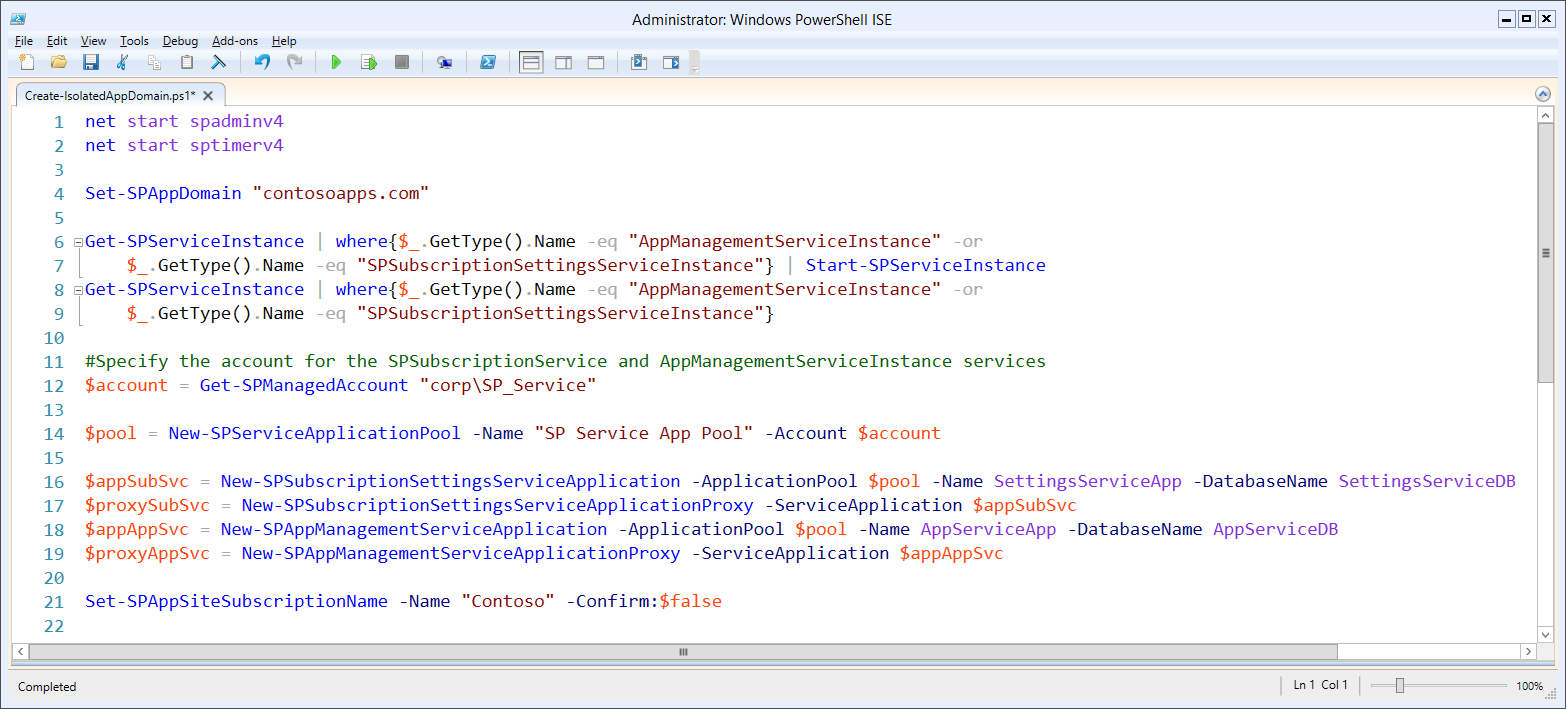 Administrator: Windows PowerShell ISE
File Edit View Tools Debug Add-ons Help
Create-IsolatedAppDomain.ps1*
1 net start spadminv4
2 net start sptimerv4
3
4 Set-SPAppDomain "contosoapps.com"
5
6 Get-SPServiceInstance | where{$_.GetType().Name -eq "AppManagementServiceInstance" -or
7 $_.GetType().Name -eq "SPSubscriptionSettingsServiceInstance"} | Start-SPServiceInstance
8 Get-SPServiceInstance | where{$_.GetType().Name -eq "AppManagementServiceInstance" -or
9 $_.GetType().Name -eq "SPSubscriptionSettingsServiceInstance"}
10
11 #Specify the account for the SPSubscriptionService and AppManagementServiceInstance services
12 $account = Get-SPManagedAccount "corp\SP_Service"
13
14 $pool = New-SPServiceApplicationPool -Name "SP Service App Pool" -Account $account
15
16 $appSubSvc = New-SPSubscriptionSettingsServiceApplication -ApplicationPool $pool -Name SettingsServiceApp -DatabaseName SettingsServiceDB
17 $proxySubSvc = New-SPSubscriptionSettingsServiceApplicationProxy -ServiceApplication $appSubSvc
18 $appAppSvc = New-SPAppManagementServiceApplication -ApplicationPool $pool -Name AppServiceApp -DatabaseName AppServiceDB
19 $proxyAppSvc = New-SPAppManagementServiceApplicationProxy -ServiceApplication $appAppSvc
20
21 Set-SPAppSiteSubscriptionName -Name "Contoso" -Confirm:$false
22
Completed Ln 1 Col 1 100%